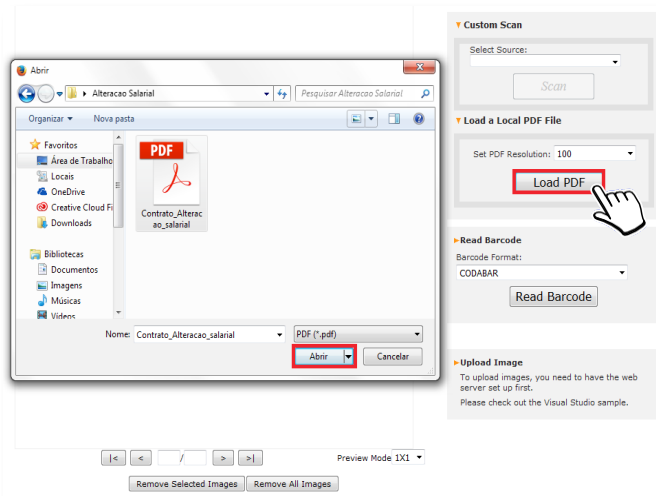 Abrir
Alteracao Salarial
Pesquisar Alteracao Salarial
Organizar
Nova pasta
Favoritos
Área de Trabalho
Locais
OneDrive
Creative Cloud Fi
Downloads
Bibliotecas
Documentos
Imagens
Músicas
Vídeos
PDF
Contrato_Alterac
ao_salarial
Nome:
Contrato_Alteracao_salarial
PDF (*.pdf)
Abrir
Cancelar
|<
<
/
>
>|
Preview Mode 1X1
Remove Selected Images
Remove All Images
Custom Scan
Select Source:
Scan
Load a Local PDF File
Set PDF Resolution: 100
Load PDF
Read Barcode
Barcode Format:
CODABAR
Read Barcode
Upload Image
To upload images, you need to have the web
server set up first.
Please check out the Visual Studio sample.